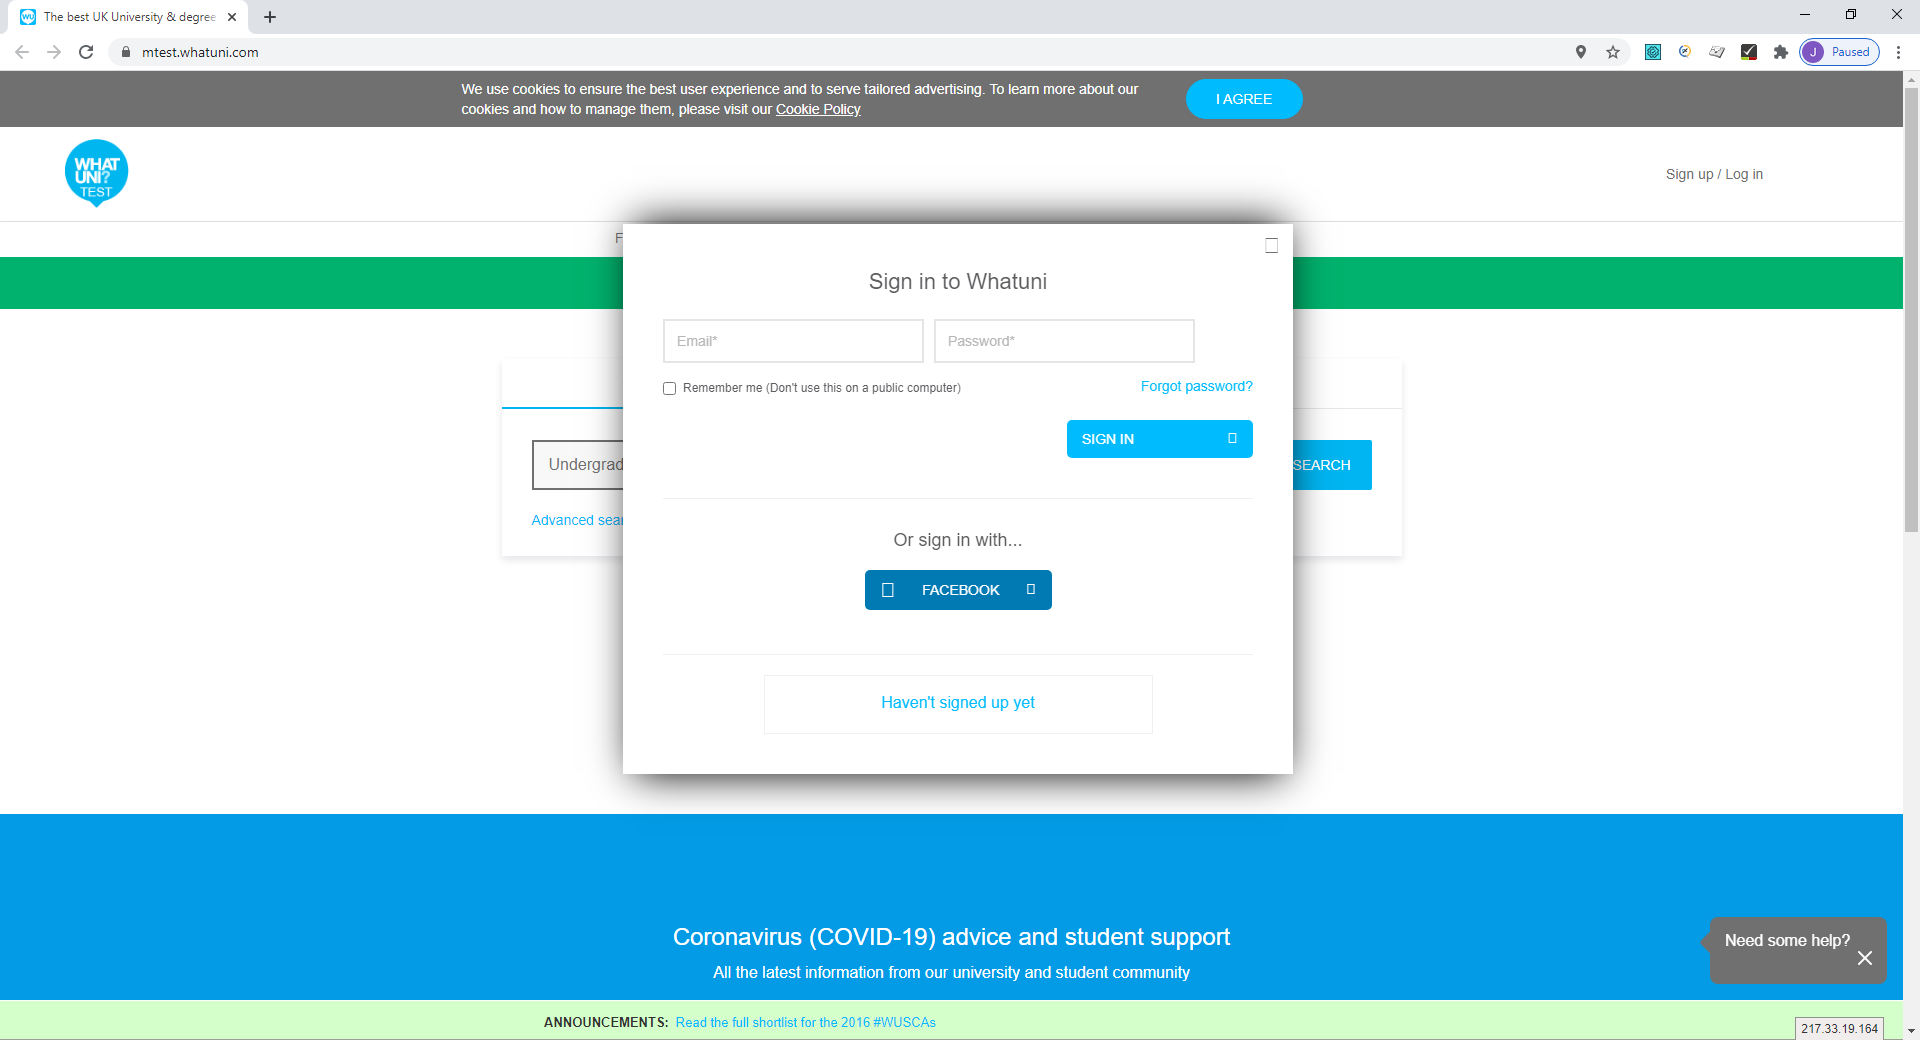 WU The best UK University & degree
mtest.whatuni.com
J Paused
We use cookies to ensure the best user experience and to serve tailored advertising. To learn more about our
cookies and how to manage them, please visit our Cookie Policy
I AGREE
WHAT
UNI?
TEST
Sign up / Log in
F
Sign in to Whatuni
Email* Password*
Remember me (Don't use this on a public computer) Forgot password?
SIGN IN
Undergrad
SEARCH
Advanced sear
Or sign in with...
FACEBOOK
Haven't signed up yet
Coronavirus (COVID-19) advice and student support
All the latest information from our university and student community
Need some help?
ANNOUNCEMENTS: Read the full shortlist for the 2016 #WUSCAs
217.33.19.164